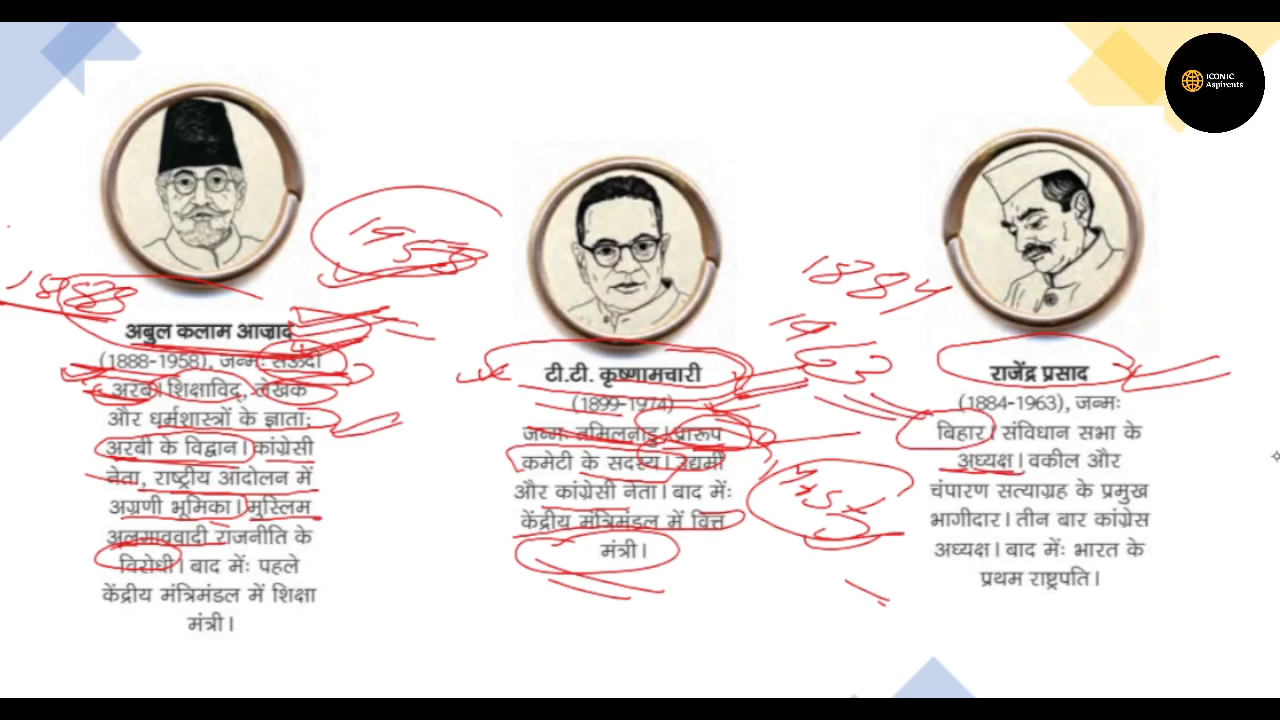 ICONIC
Aspirents
अबुल कलाम आज़ाद
(1888-1958), जन्मः सऊदी
अरब। शिक्षाविद्, लेखक
और धर्मशास्त्रों के ज्ञाता;
अरबी के विद्वान। कांग्रेसी
नेता, राष्ट्रीय आंदोलन में
अग्रणी भूमिका। मुस्लिम
अलगाववादी राजनीति के
विरोधी। बाद मेंः पहले
केंद्रीय मंत्रिमंडल में शिक्षा
मंत्री।
1888
1958
टी.टी. कृष्णामचारी
(1899-1974)
जन्मः तमिलनाडु। प्रारूप
कमेटी के सदस्य। उद्यमी
और कांग्रेसी नेता। बाद मेंः
केंद्रीय मंत्रिमंडल में वित्त
मंत्री।
1884
राजेंद्र प्रसाद
(1884-1963), जन्मः
बिहार। संविधान सभा के
अध्यक्ष। वकील और
चंपारण सत्याग्रह के प्रमुख
भागीदार। तीन बार कांग्रेस
अध्यक्ष। बाद मेंः भारत के
प्रथम राष्ट्रपति।